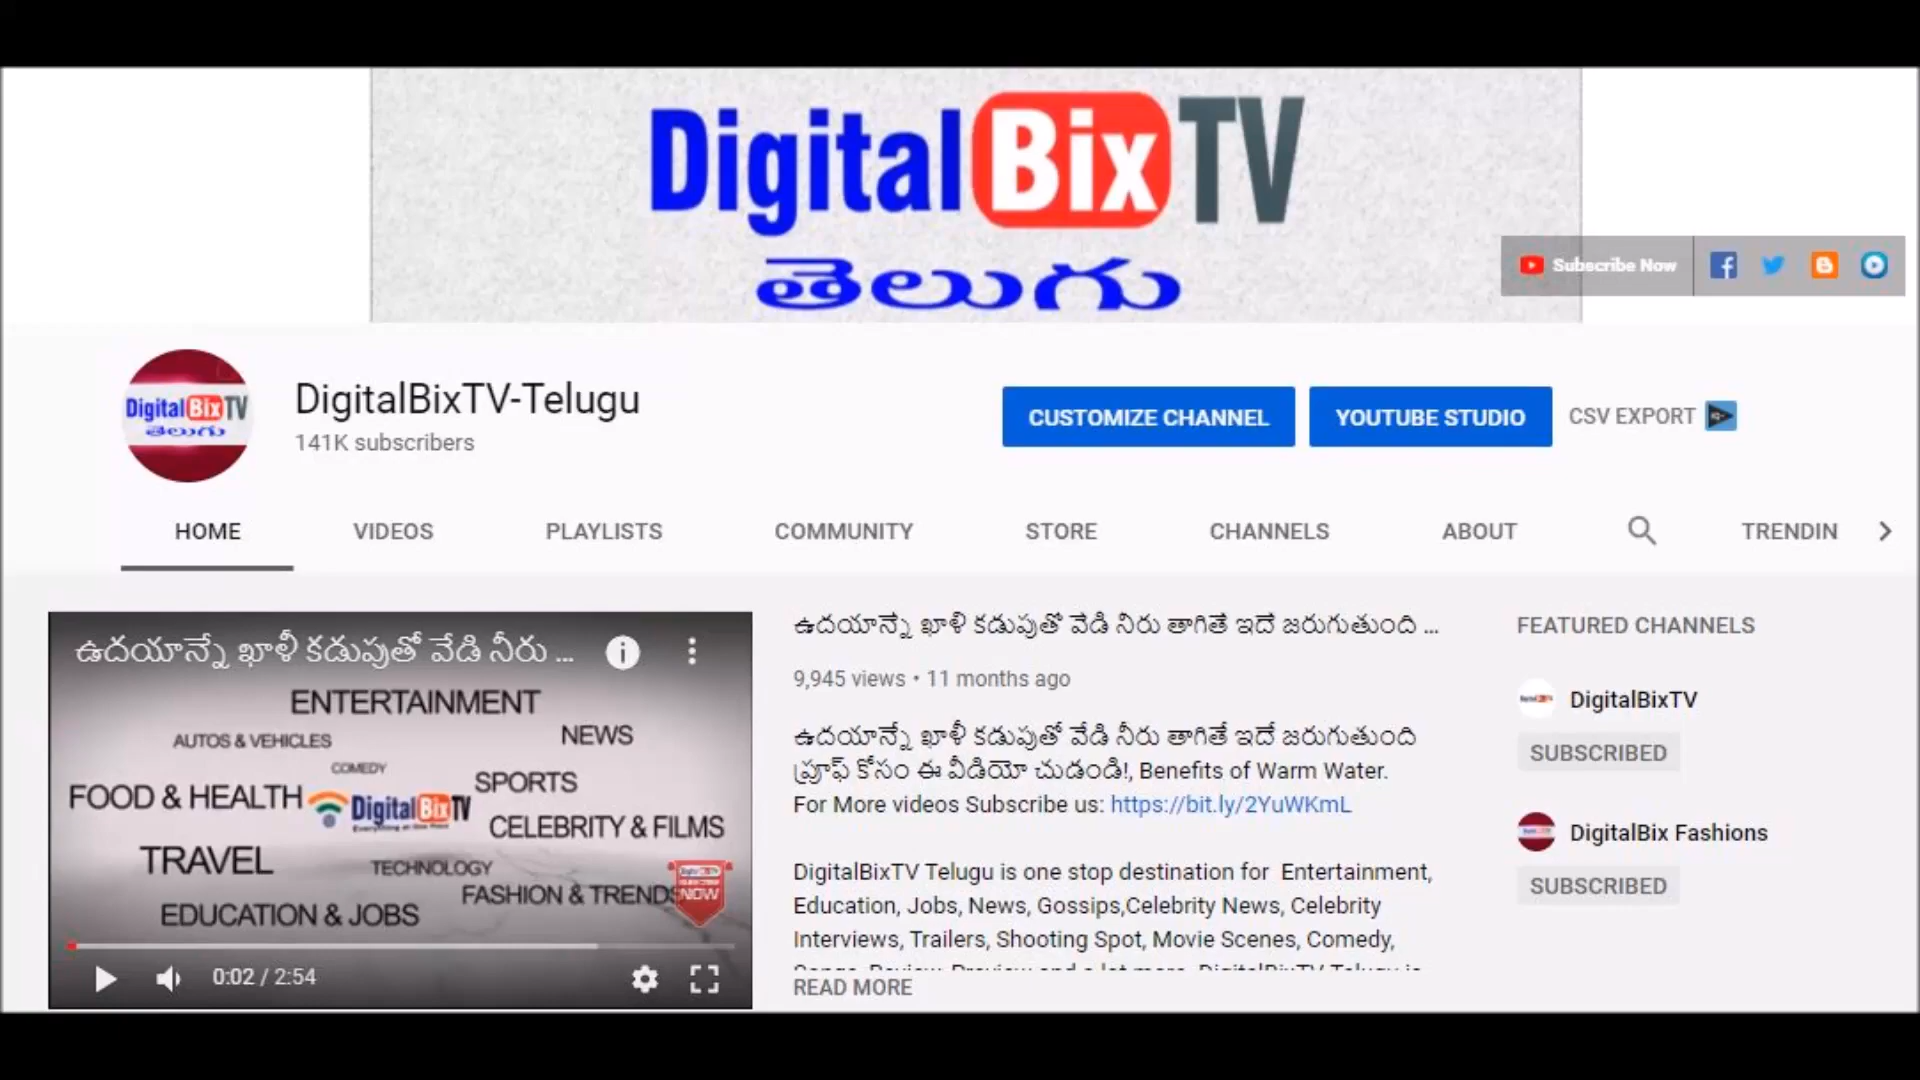 DigitalBixTV
తెలుగు
Subscribe Now
DigitalBixTV
తెలుగు
DigitalBixTV-Telugu
141K subscribers
CUSTOMIZE CHANNEL
YOUTUBE STUDIO
CSV EXPORT
HOME
VIDEOS
PLAYLISTS
COMMUNITY
STORE
CHANNELS
ABOUT
TRENDIN
ఉదయాన్నే ఖాళీ కడుపుతో వేడి నీరు ...
ENTERTAINMENT
AUTOS & VEHICLES
NEWS
COMEDY
FOOD & HEALTH
SPORTS
DigitalBixTV
CELEBRITY & FILMS
TRAVEL
TECHNOLOGY
FASHION & TRENDS
NOW
EDUCATION & JOBS
0:02 / 2:54
ఉదయాన్నే ఖాళి కడుపుతో వేడి నిరు తాగితే ఇదే జరుగుతుంది ...
9,945 views • 11 months ago
ఉదయాన్నే ఖాళీ కడుపుతో వేడి నీరు తాగితే ఇదే జరుగుతుంది
ప్రూఫ్ కోసం ఈ వీడియో చుడండి!, Benefits of Warm Water.
For More videos Subscribe us: https://bit.ly/2YuWKmL
DigitalBixTV Telugu is one stop destination for Entertainment,
Education, Jobs, News, Gossips,Celebrity News, Celebrity
Interviews, Trailers, Shooting Spot, Movie Scenes, Comedy,
READ MORE
FEATURED CHANNELS
DigitalBixTV
SUBSCRIBED
DigitalBix Fashions
SUBSCRIBED